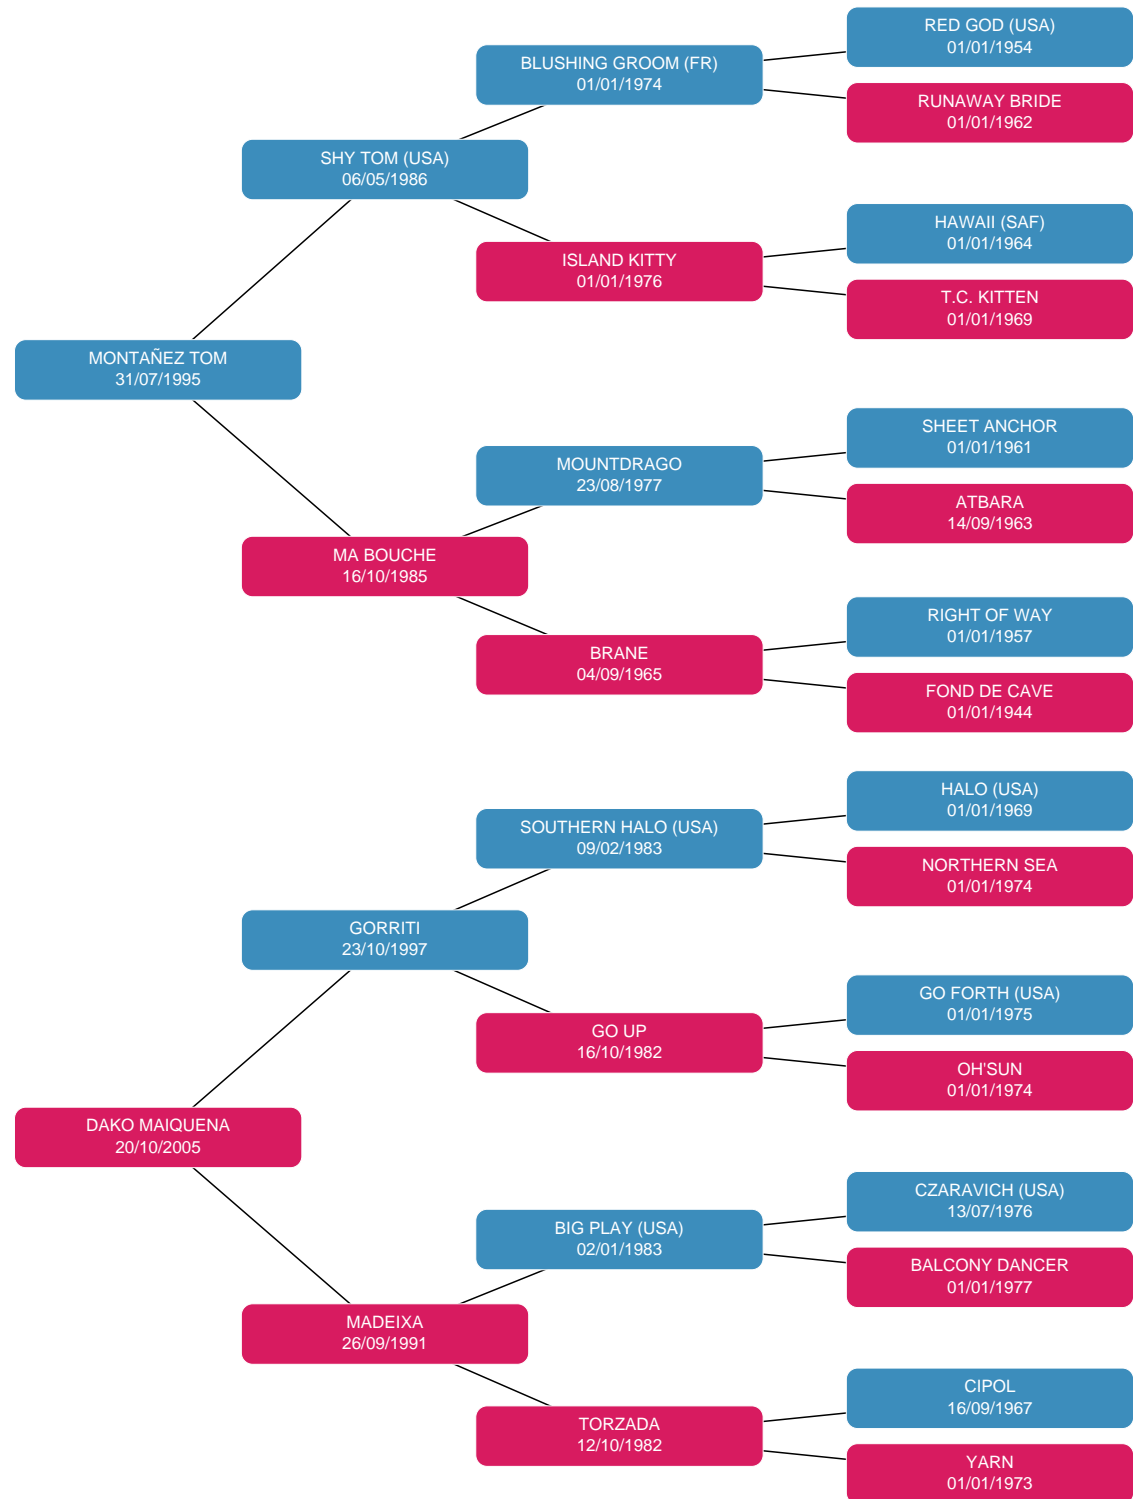 RED GOD (USA)
01/01/1954
BLUSHING GROOM (FR)
01/01/1974
RUNAWAY BRIDE
01/01/1962
SHY TOM (USA)
06/05/1986
HAWAII (SAF)
01/01/1964
ISLAND KITTY
01/01/1976
T.C. KITTEN
01/01/1969
MONTAÑEZ TOM
31/07/1995
SHEET ANCHOR
01/01/1961
MOUNTDRAGO
23/08/1977
ATBARA
14/09/1963
MA BOUCHE
16/10/1985
RIGHT OF WAY
01/01/1957
BRANE
04/09/1965
FOND DE CAVE
01/01/1944
HALO (USA)
01/01/1969
SOUTHERN HALO (USA)
09/02/1983
NORTHERN SEA
01/01/1974
GORRITI
23/10/1997
GO FORTH (USA)
01/01/1975
GO UP
16/10/1982
OH'SUN
01/01/1974
DAKO MAIQUENA
20/10/2005
CZARAVICH (USA)
13/07/1976
BIG PLAY (USA)
02/01/1983
BALCONY DANCER
01/01/1977
MADEIXA
26/09/1991
CIPOL
16/09/1967
TORZADA
12/10/1982
YARN
01/01/1973